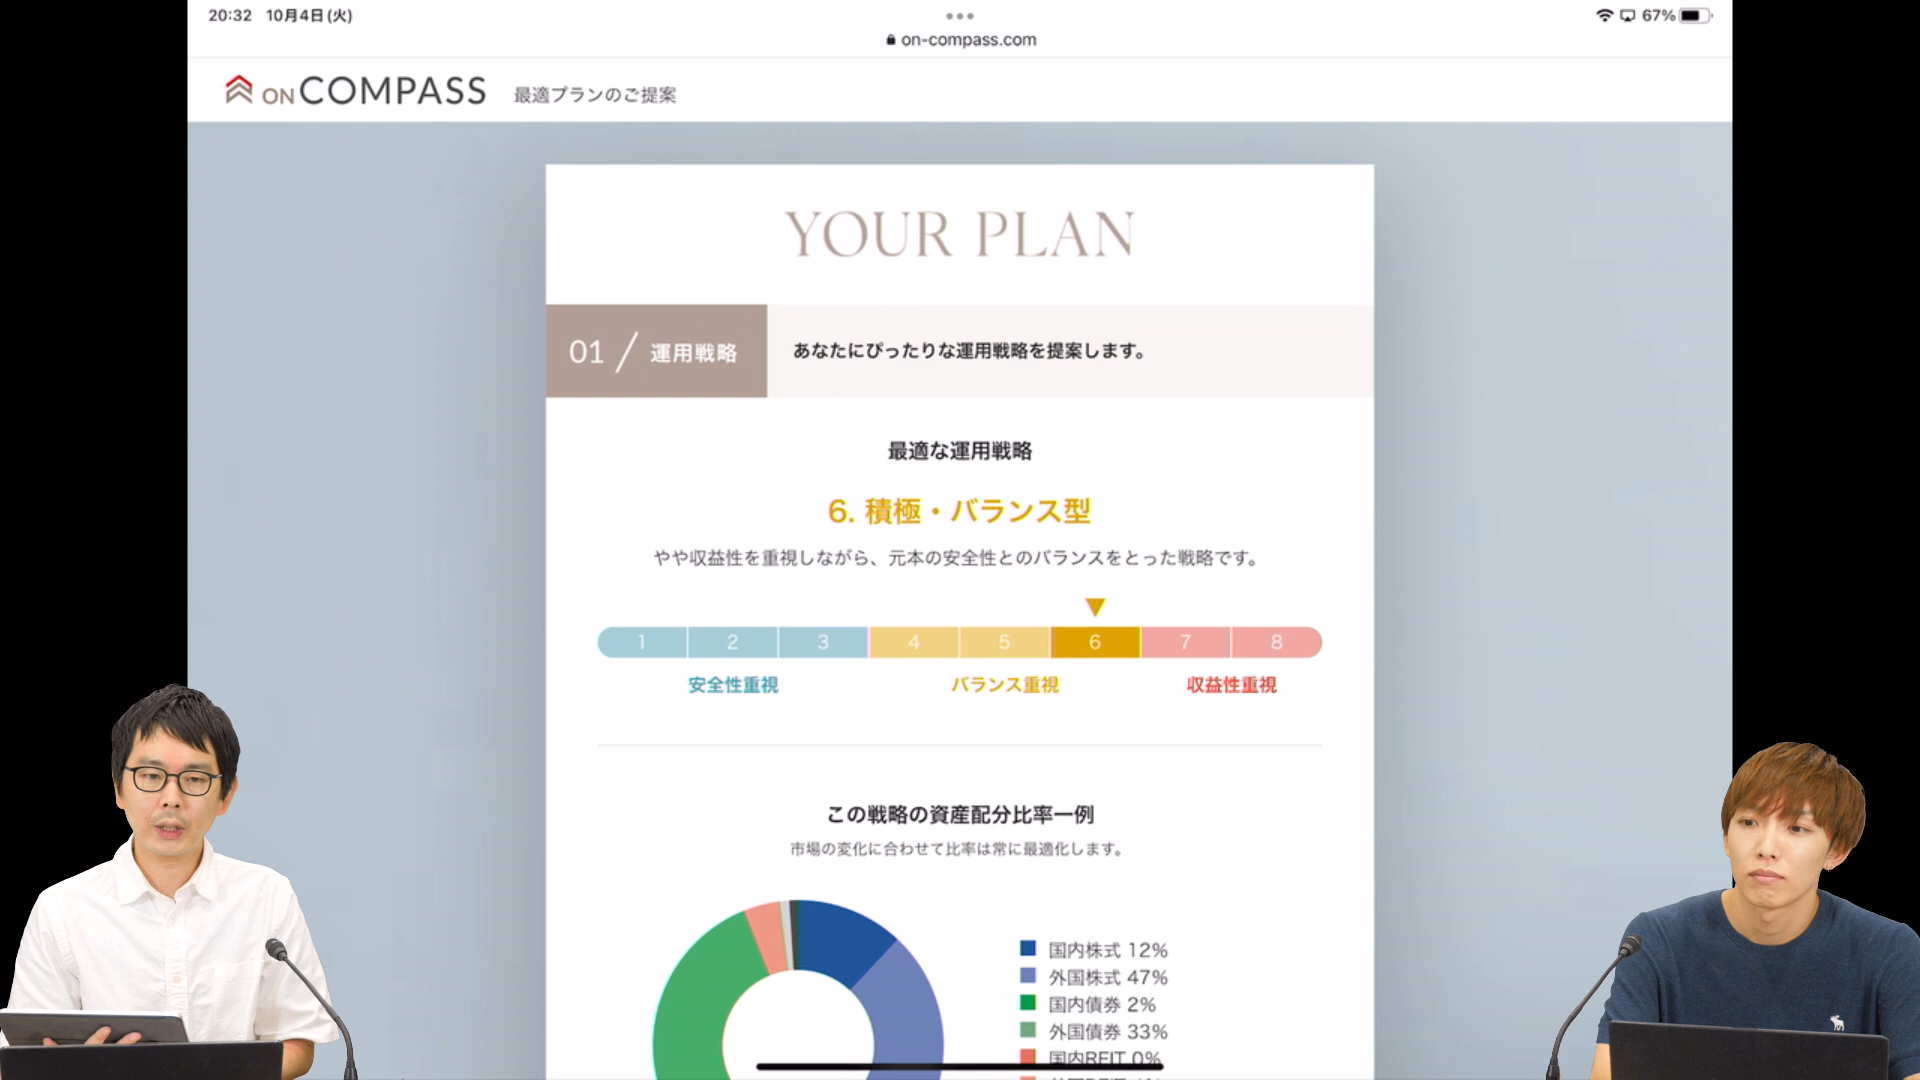 20:32 10月4日(火)
67%
on-compass.com
ON COMPASS 最適プランのご提案
YOUR PLAN
01 / 運用戦略
あなたにぴったりな運用戦略を提案します。
最適な運用戦略
6. 積極・バランス型
やや収益性を重視しながら、元本の安全性とのバランスをとった戦略です。
1 2 3 4 5 6 7 8
安全性重視 バランス重視 収益性重視
この戦略の資産配分比率一例
市場の変化に合わせて比率は常に最適化します。
国内株式 12%
外国株式 47%
国内債券 2%
外国債券 33%
国内REIT 0%